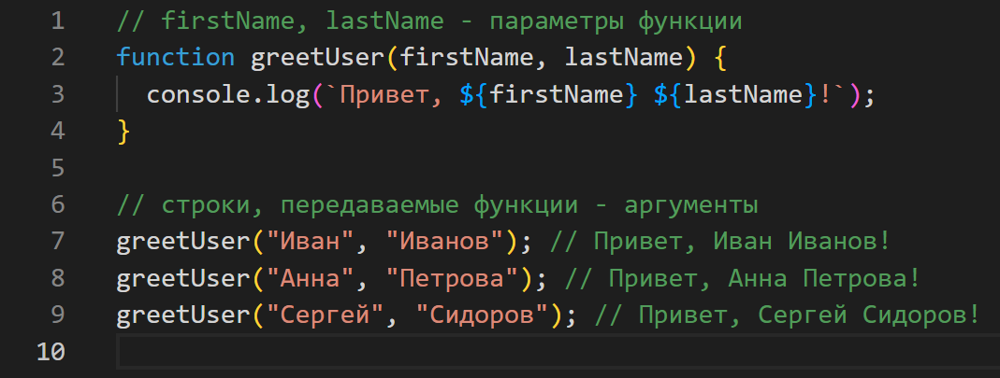 1 // firstName, lastName - параметры функции
2 function greetUser(firstName, lastName) {
3 console.log(`Привет, ${firstName} ${lastName}!`);
4 }
5
6 // строки, передаваемые функции - аргументы
7 greetUser("Иван", "Иванов"); // Привет, Иван Иванов!
8 greetUser("Анна", "Петрова"); // Привет, Анна Петрова!
9 greetUser("Сергей", "Сидоров"); // Привет, Сергей Сидоров!
10